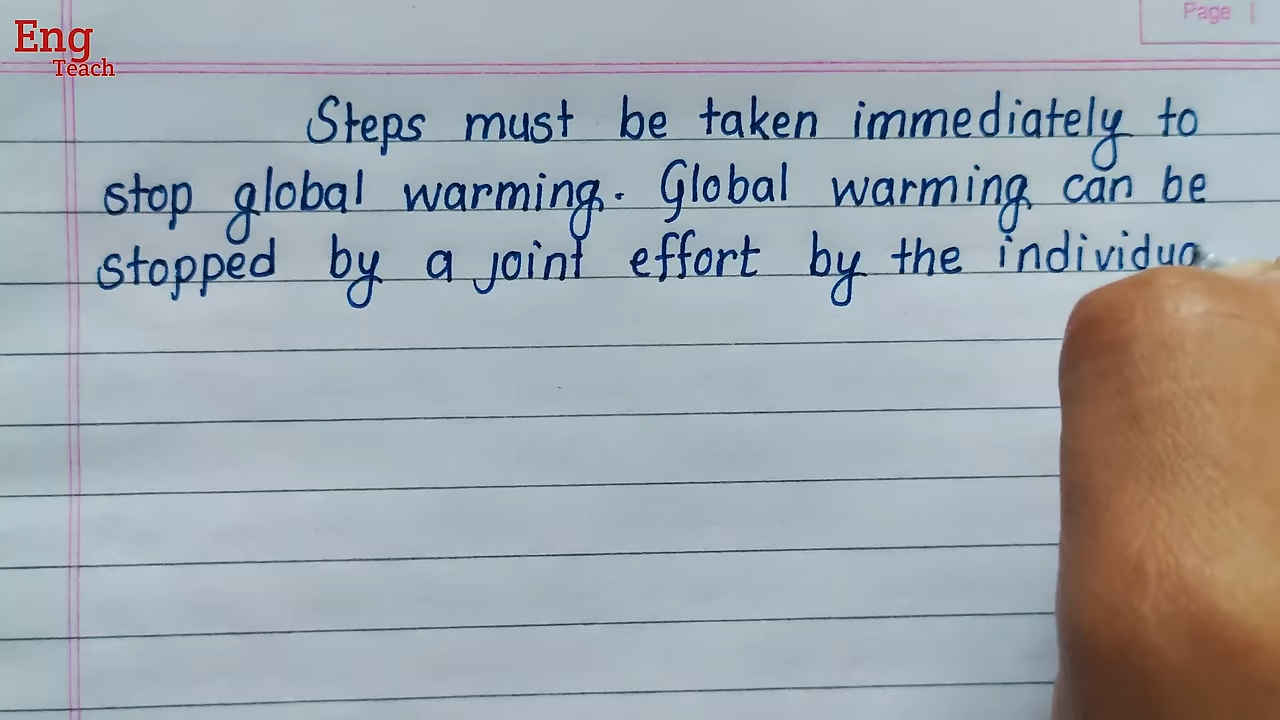 Eng
Teach
Page
Steps must be taken immediately to
stop global warming. Global warming can be
stopped by a joint effort by the individua